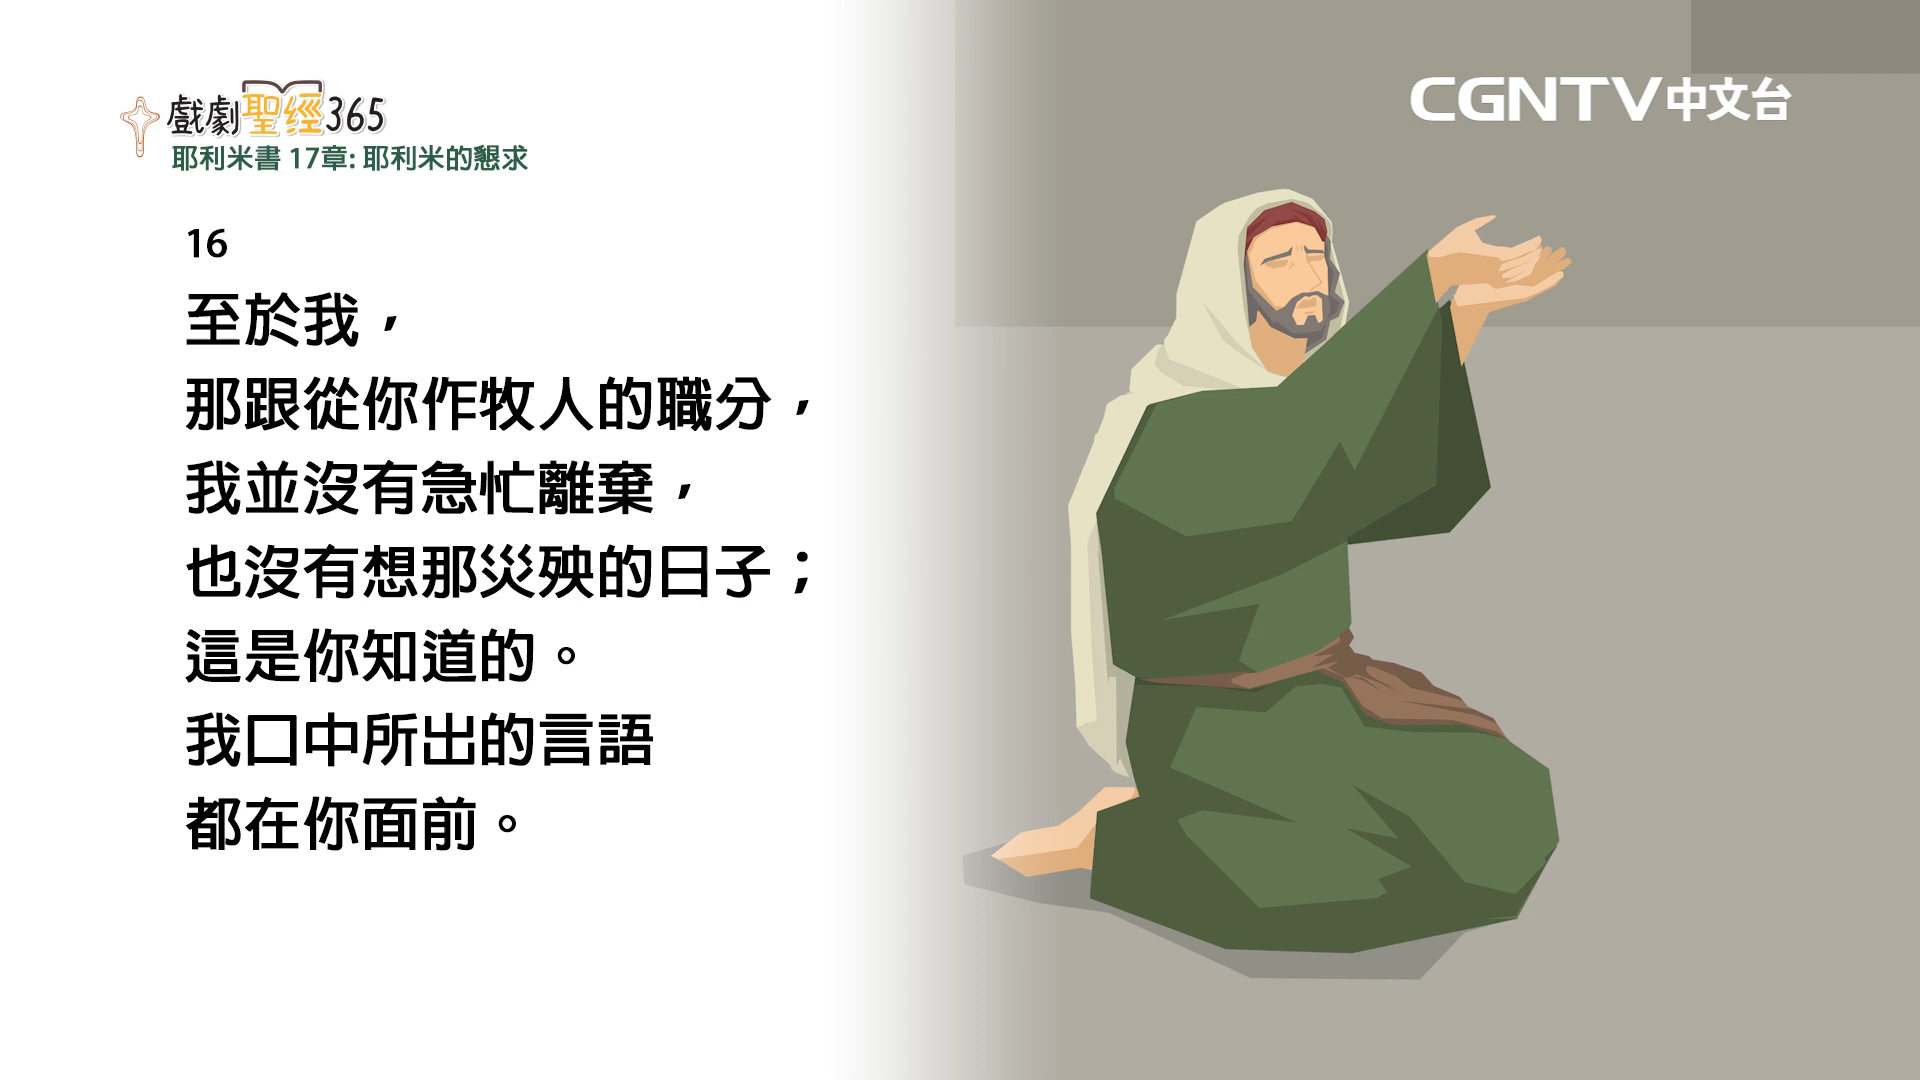 戲劇聖經365
耶利米書 17章: 耶利米的懇求
CGNTV中文台
16
至於我，
那跟從你作牧人的職分，
我並沒有急忙離棄，
也沒有想那災殃的日子；
這是你知道的。
我口中所出的言語
都在你面前。